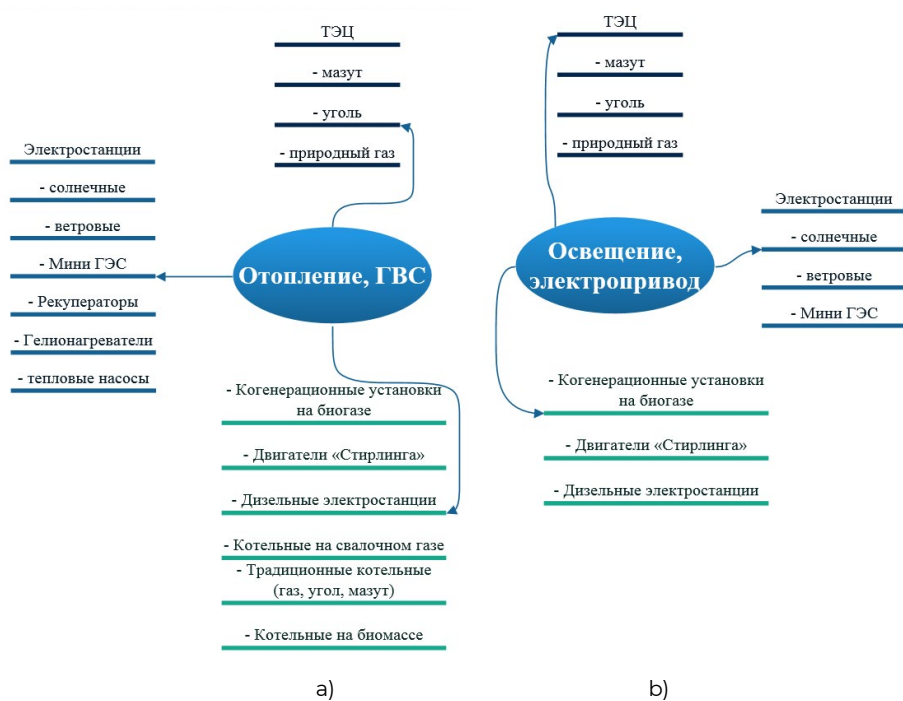 ТЭЦ
- мазут
- уголь
- природный газ
Электростанции
- солнечные
- ветровые
- Мини ГЭС
- Рекуператоры
- Гелионагреватели
- тепловые насосы
Отопление, ГВС
- Когенерационные установки
на биогазе
- Двигатели «Стирлинга»
- Дизельные электростанции
- Котельные на свалочном газе
- Традиционные котельные
(газ, угол, мазут)
- Котельные на биомассе
a)
ТЭЦ
- мазут
- уголь
- природный газ
Освещение,
электропривод
Электростанции
- солнечные
- ветровые
- Мини ГЭС
- Когенерационные установки
на биогазе
- Двигатели «Стирлинга»
- Дизельные электростанции
b)